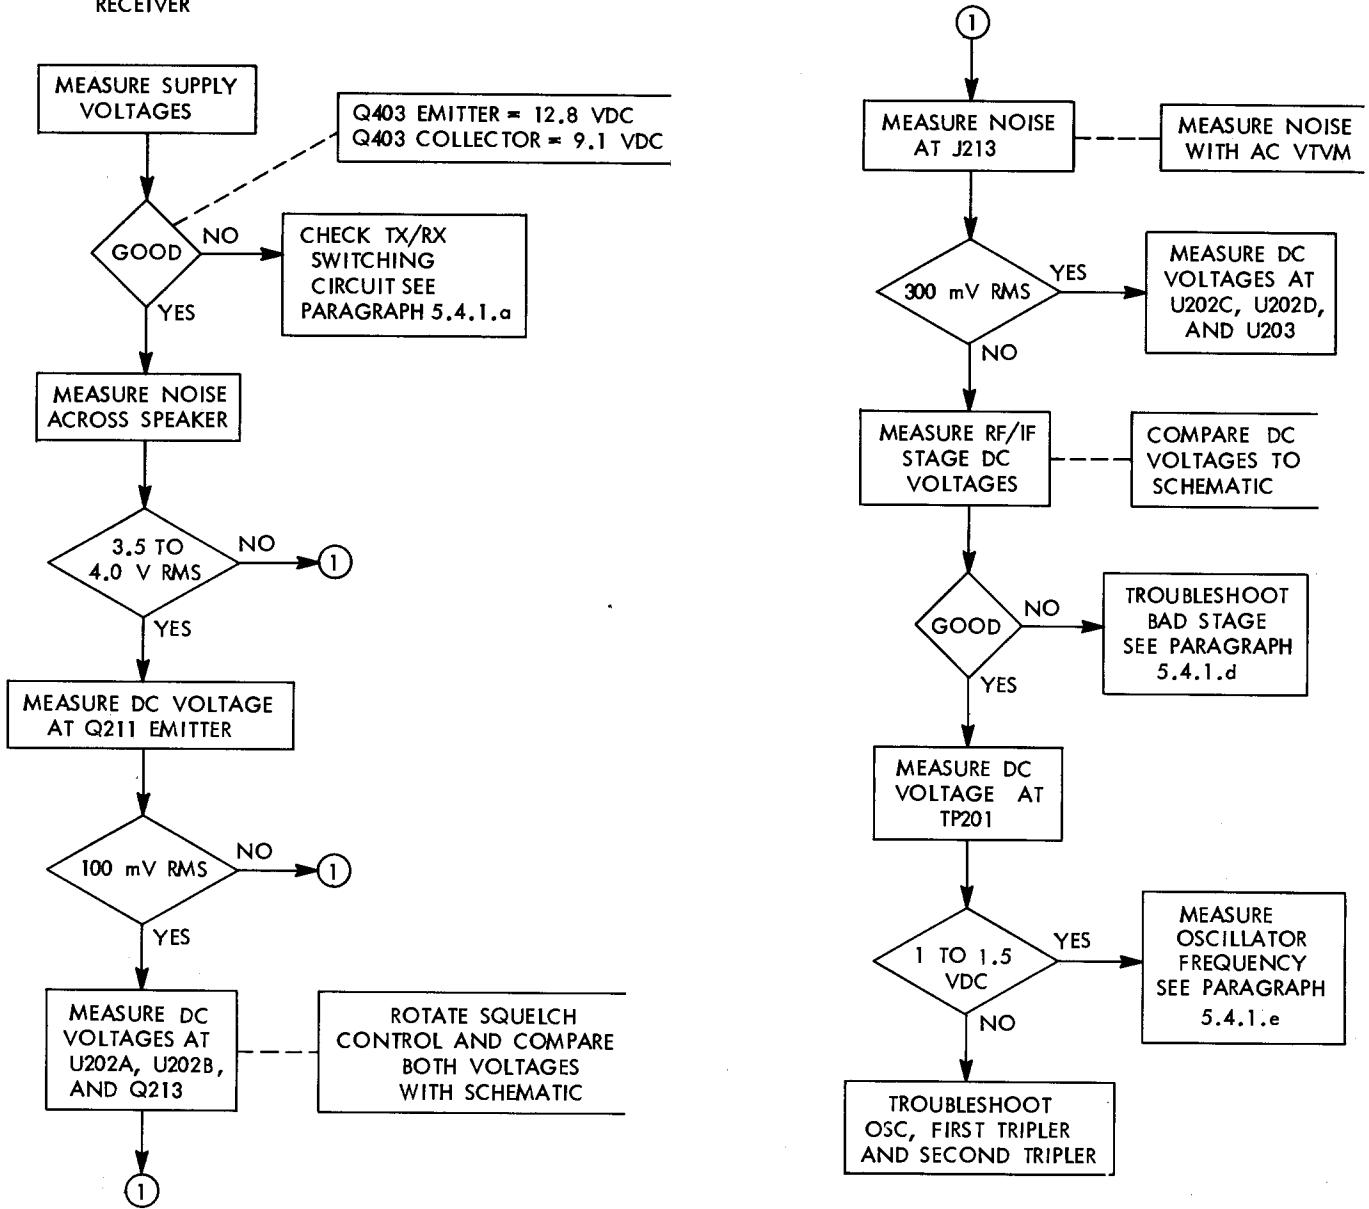 RECEIVER
MEASURE SUPPLY
VOLTAGES
Q403 EMITTER = 12.8 VDC
Q403 COLLECTOR = 9.1 VDC
GOOD
NO
CHECK TX/RX
SWITCHING
CIRCUIT SEE
PARAGRAPH 5.4.1.a
YES
MEASURE NOISE
ACROSS SPEAKER
3.5 TO
4.0 V RMS
NO
1
YES
MEASURE DC VOLTAGE
AT Q211 EMITTER
100 mV RMS
NO
1
YES
MEASURE DC
VOLTAGES AT
U202A, U202B,
AND Q213
ROTATE SQUELCH
CONTROL AND COMPARE
BOTH VOLTAGES
WITH SCHEMATIC
1
1
MEASURE NOISE
AT J213
MEASURE NOISE
WITH AC VTVM
300 mV RMS
YES
MEASURE DC
VOLTAGES AT
U202C, U202D,
AND U203
NO
MEASURE RF/IF
STAGE DC
VOLTAGES
COMPARE DC
VOLTAGES TO
SCHEMATIC
GOOD
NO
TROUBLESHOOT
BAD STAGE
SEE PARAGRAPH
5.4.1.d
YES
MEASURE DC
VOLTAGE AT
TP201
1 TO 1.5
VDC
YES
MEASURE
OSCILLATOR
FREQUENCY
SEE PARAGRAPH
5.4.1.e
NO
TROUBLESHOOT
OSC, FIRST TRIPLER
AND SECOND TRIPLER